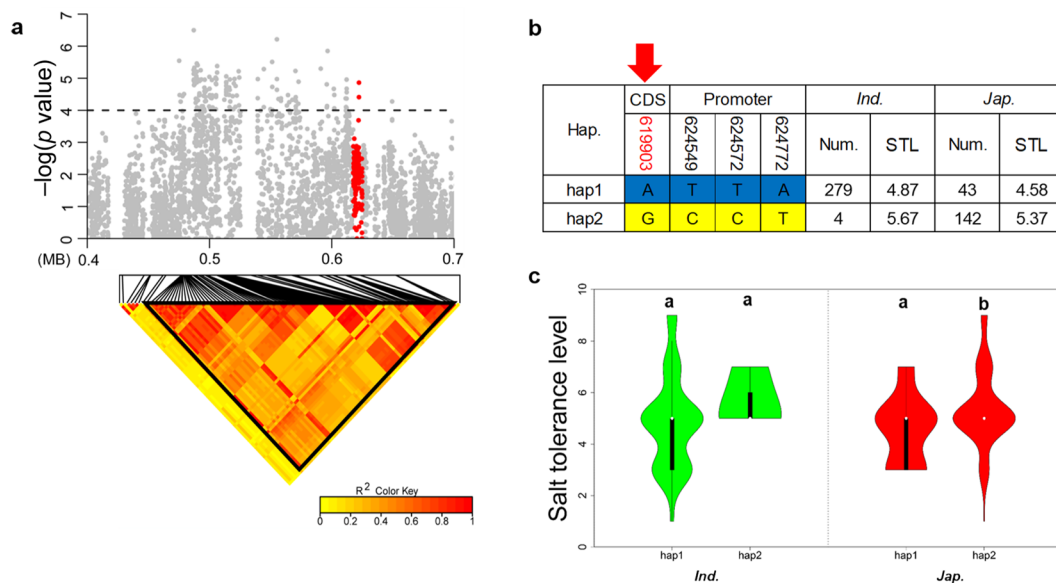 a
–log(p value)
7
6
5
4
3
2
1
0
(MB) 0.4 0.5 0.6 0.7
R2 Color Key
0 0.2 0.4 0.6 0.8 1
b
Hap. CDS Promoter Ind. Jap.
619903 624549 624572 624772 Num. STL Num. STL
hap1 A T T A 279 4.87 43 4.58
hap2 G C C T 4 5.67 142 5.37
c
Salt tolerance level
10
8
6
4
2
0
a a a b
hap1 hap2 hap1 hap2
Ind. Jap.